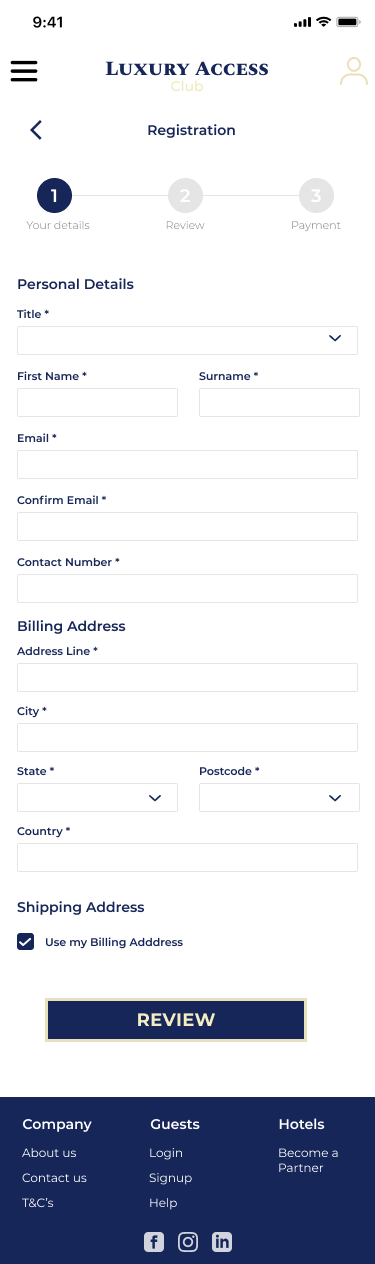 9:41
LUXURY ACCESS
Club
Registration
1 2 3
Your details Review Payment
Personal Details
Title *
First Name * Surname *
Email *
Confirm Email *
Contact Number *
Billing Address
Address Line *
City *
State * Postcode *
Country *
Shipping Address
Use my Billing Adddress
REVIEW
Company Guests Hotels
About us Login Become a
Partner
Contact us Signup
T&C's Help